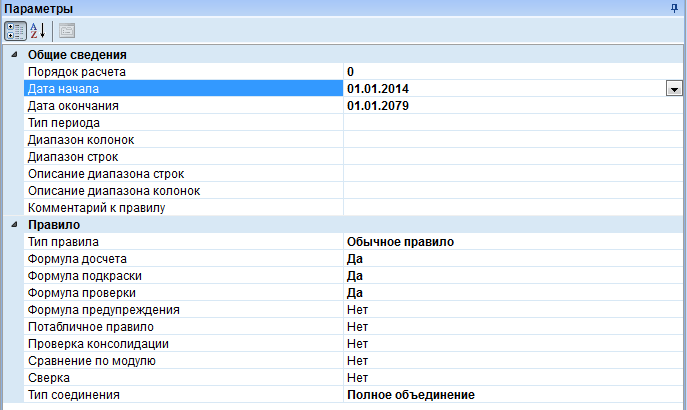 Параметры
Общие сведения
Порядок расчета 0
Дата начала 01.01.2014
Дата окончания 01.01.2079
Тип периода
Диапазон колонок
Диапазон строк
Описание диапазона строк
Описание диапазона колонок
Комментарий к правилу
Правило
Тип правила Обычное правило
Формула досчета Да
Формула подкраски Да
Формула проверки Да
Формула предупреждения Нет
Потабличное правило Нет
Проверка консолидации Нет
Сравнение по модулю Нет
Сверка Нет
Тип соединения Полное объединение